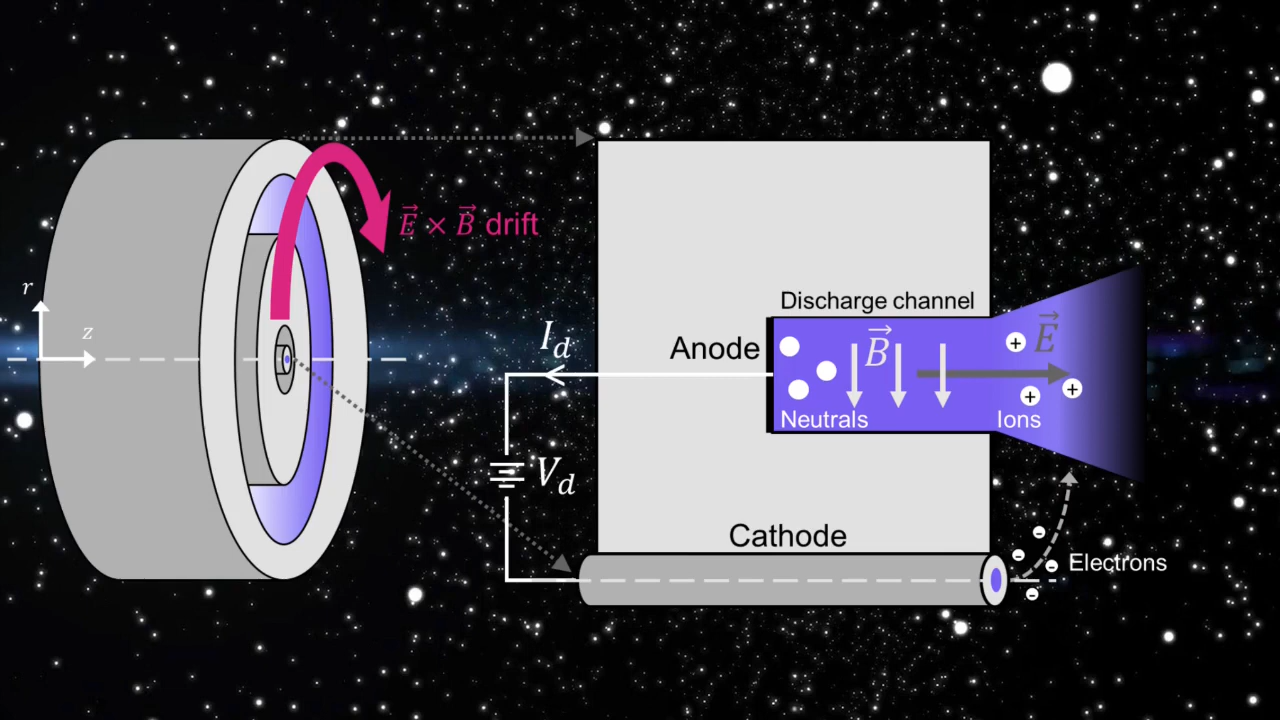 r
z
E⃗ × B⃗ drift
I_d
V_d
Discharge channel
Anode
B⃗
E⃗
Neutrals
Ions
Cathode
Electrons